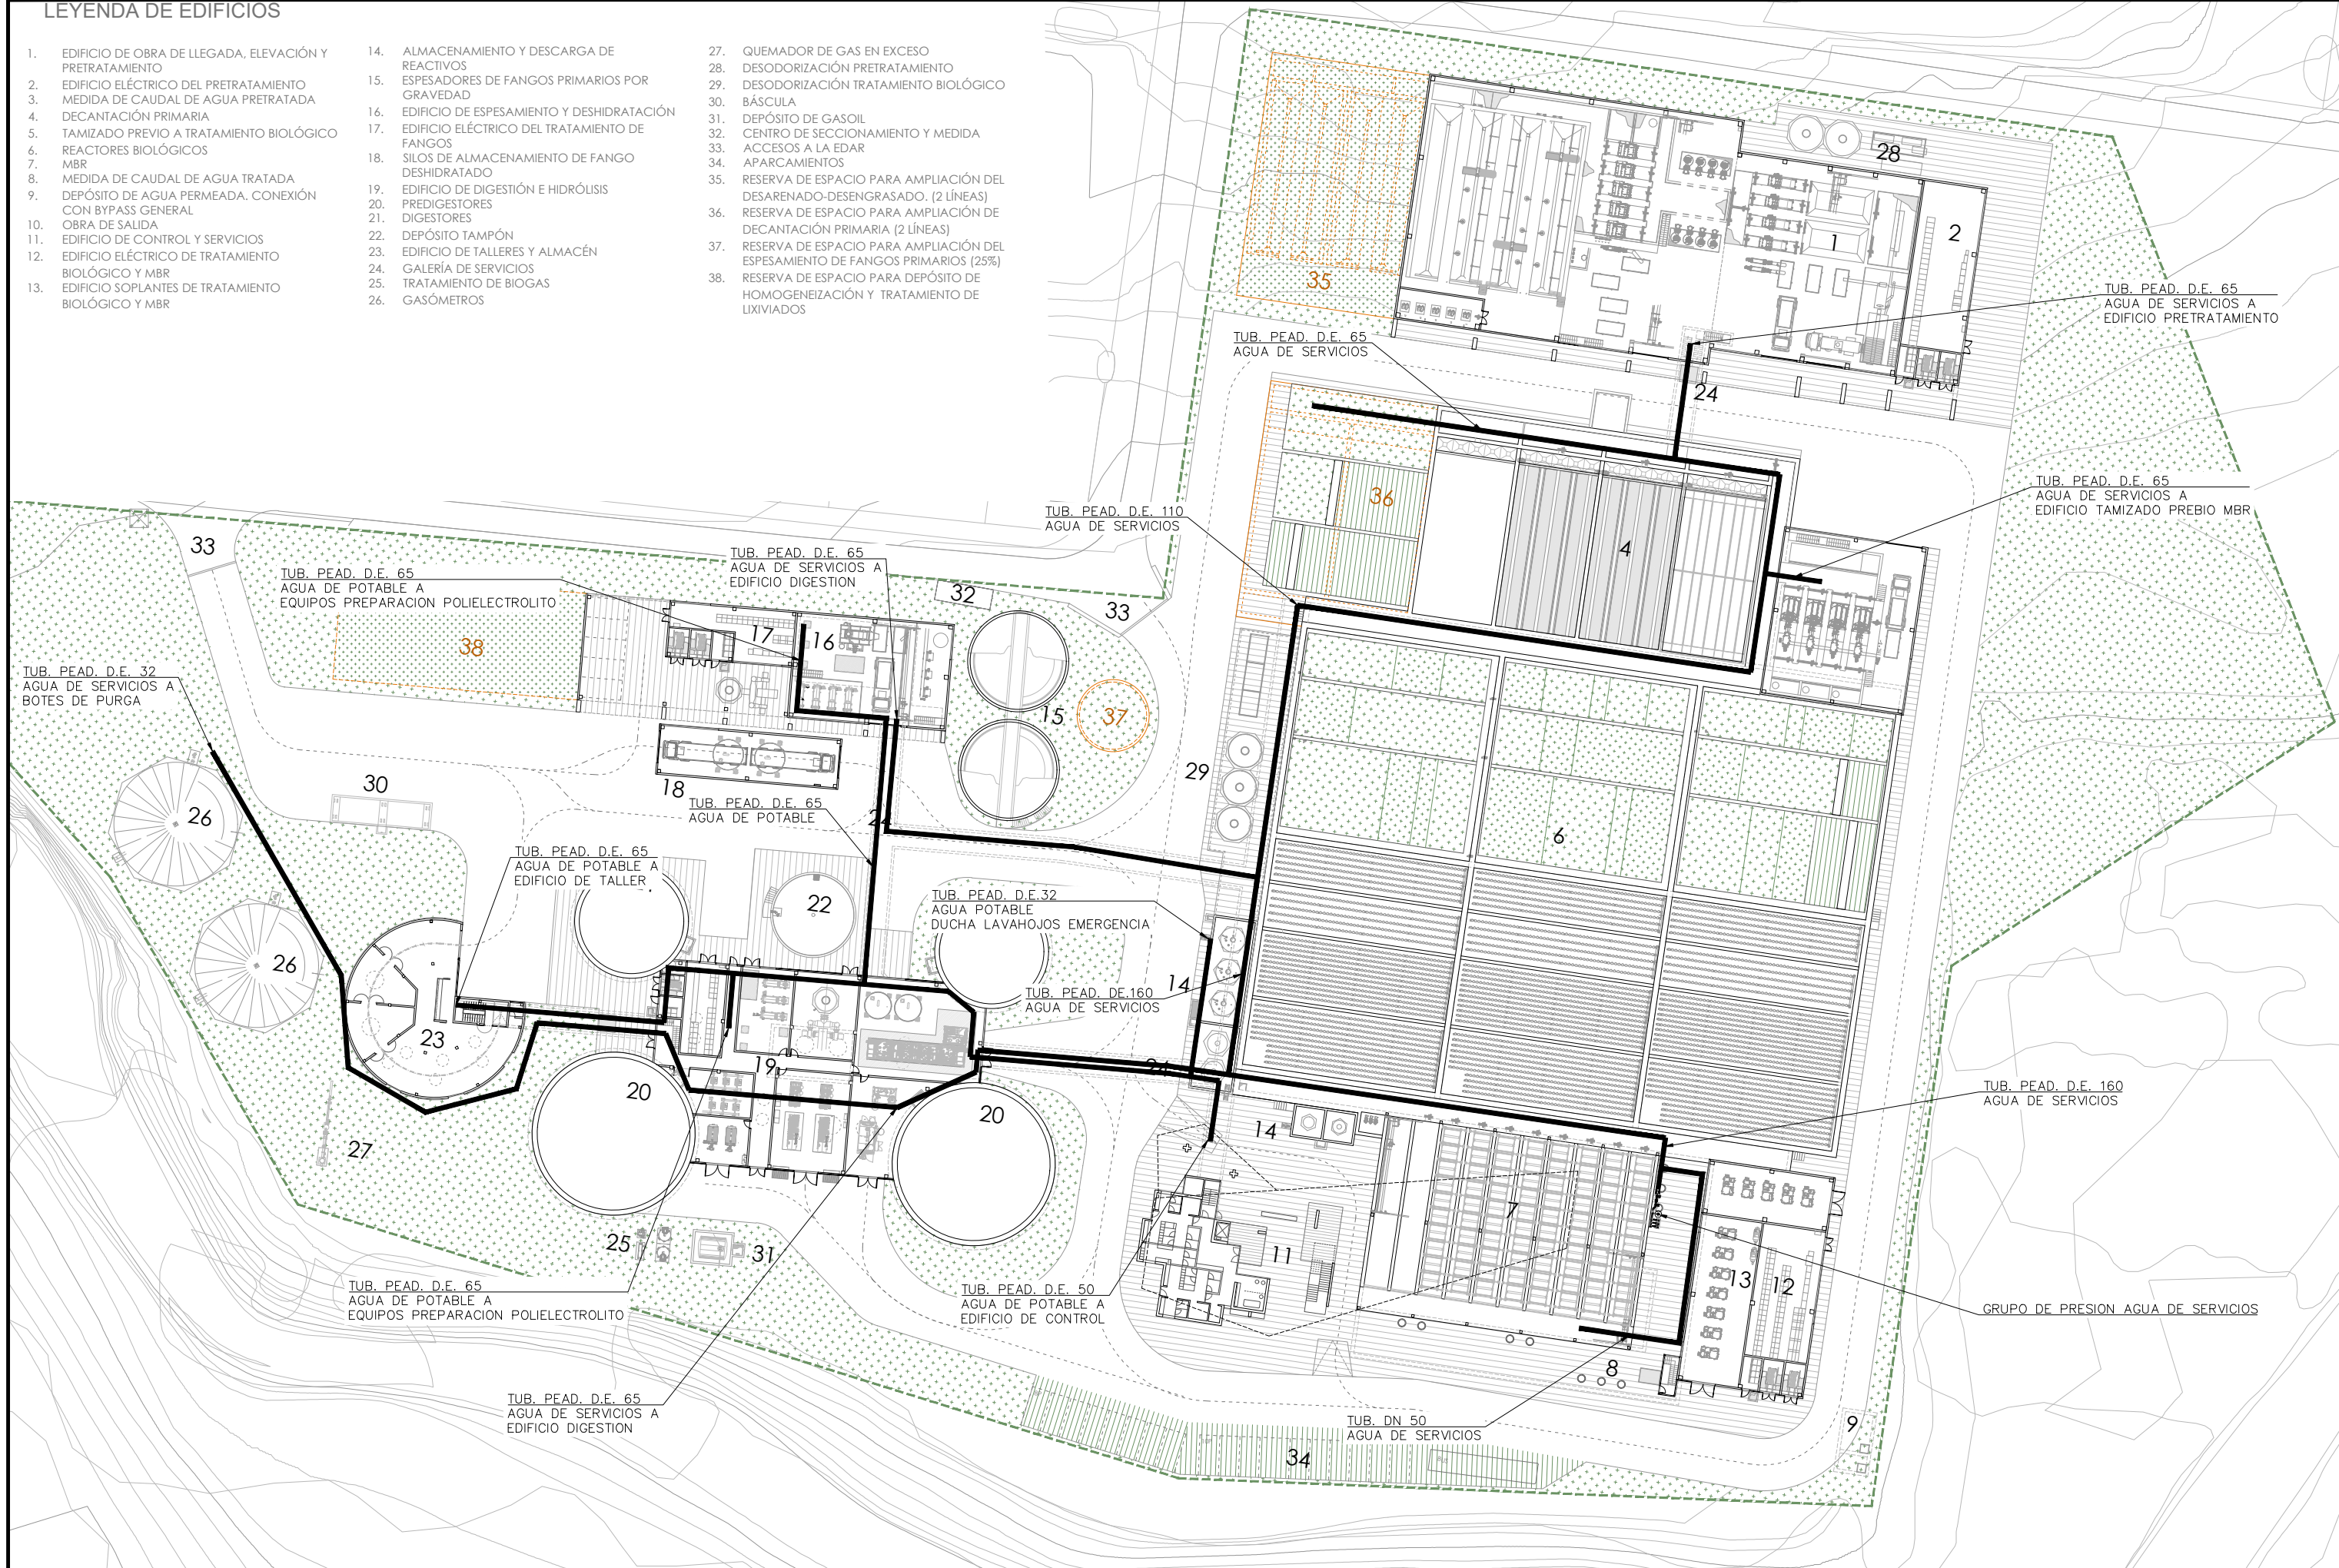 LEYENDA DE EDIFICIOS
1. EDIFICIO DE OBRA DE LLEGADA, ELEVACIÓN Y
PRETRATAMIENTO
2. EDIFICIO ELÉCTRICO DEL PRETRATAMIENTO
3. MEDIDA DE CAUDAL DE AGUA PRETRATADA
4. DECANTACIÓN PRIMARIA
5. TAMIZADO PREVIO A TRATAMIENTO BIOLÓGICO
6. REACTORES BIOLÓGICOS
7. MBR
8. MEDIDA DE CAUDAL DE AGUA TRATADA
9. DEPÓSITO DE AGUA PERMEADA. CONEXIÓN
CON BYPASS GENERAL
10. OBRA DE SALIDA
11. EDIFICIO DE CONTROL Y SERVICIOS
12. EDIFICIO ELÉCTRICO DE TRATAMIENTO
BIOLÓGICO Y MBR
13. EDIFICIO SOPLANTES DE TRATAMIENTO
BIOLÓGICO Y MBR
14. ALMACENAMIENTO Y DESCARGA DE
REACTIVOS
15. ESPESADORES DE FANGOS PRIMARIOS POR
GRAVEDAD
16. EDIFICIO DE ESPESAMIENTO Y DESHIDRATACIÓN
17. EDIFICIO ELÉCTRICO DEL TRATAMIENTO DE
FANGOS
18. SILOS DE ALMACENAMIENTO DE FANGO
DESHIDRATADO
19. EDIFICIO DE DIGESTIÓN E HIDRÓLISIS
20. PREDIGESTORES
21. DIGESTORES
22. DEPÓSITO TAMPÓN
23. EDIFICIO DE TALLERES Y ALMACÉN
24. GALERÍA DE SERVICIOS
25. TRATAMIENTO DE BIOGAS
26. GASÓMETROS
27. QUEMADOR DE GAS EN EXCESO
28. DESODORIZACIÓN PRETRATAMIENTO
29. DESODORIZACIÓN TRATAMIENTO BIOLÓGICO
30. BÁSCULA
31. DEPÓSITO DE GASOIL
32. CENTRO DE SECCIONAMIENTO Y MEDIDA
33. ACCESOS A LA EDAR
34. APARCAMIENTOS
35. RESERVA DE ESPACIO PARA AMPLIACIÓN DEL
DESARENADO-DESENGRASADO. (2 LÍNEAS)
36. RESERVA DE ESPACIO PARA AMPLIACIÓN DE
DECANTACIÓN PRIMARIA (2 LÍNEAS)
37. RESERVA DE ESPACIO PARA AMPLIACIÓN DEL
ESPESAMIENTO DE FANGOS PRIMARIOS (25%)
38. RESERVA DE ESPACIO PARA DEPÓSITO DE
HOMOGENEIZACIÓN Y TRATAMIENTO DE
LIXIVIADOS
28
2
1
35
TUB. PEAD. D.E. 65
AGUA DE SERVICIOS A
EDIFICIO PRETRATAMIENTO
TUB. PEAD. D.E. 65
AGUA DE SERVICIOS
24
TUB. PEAD. D.E. 65
AGUA DE SERVICIOS A
EDIFICIO TAMIZADO PREBIO MBR
36
4
TUB. PEAD. D.E. 110
AGUA DE SERVICIOS
33
TUB. PEAD. D.E. 65
AGUA DE SERVICIOS A
EDIFICIO DIGESTION
TUB. PEAD. D.E. 65
AGUA DE POTABLE A
EQUIPOS PREPARACION POLIELECTROLITO
32
33
17
16
38
TUB. PEAD. D.E. 32
AGUA DE SERVICIOS A
BOTES DE PURGA
15
37
29
30
18
26
TUB. PEAD. D.E. 65
AGUA DE POTABLE
24
6
TUB. PEAD. D.E. 65
AGUA DE POTABLE A
EDIFICIO DE TALLER
22
TUB. PEAD. D.E.32
AGUA POTABLE
DUCHA LAVAHOJOS EMERGENCIA
26
14
TUB. PEAD. DE.160
AGUA DE SERVICIOS
23
19
24
20
20
TUB. PEAD. D.E. 160
AGUA DE SERVICIOS
14
27
7
25
31
11
13
12
TUB. PEAD. D.E. 65
AGUA DE POTABLE A
EQUIPOS PREPARACION POLIELECTROLITO
TUB. PEAD. D.E. 50
AGUA DE POTABLE A
EDIFICIO DE CONTROL
GRUPO DE PRESION AGUA DE SERVICIOS
8
TUB. PEAD. D.E. 65
AGUA DE SERVICIOS A
EDIFICIO DIGESTION
TUB. DN 50
AGUA DE SERVICIOS
9
34